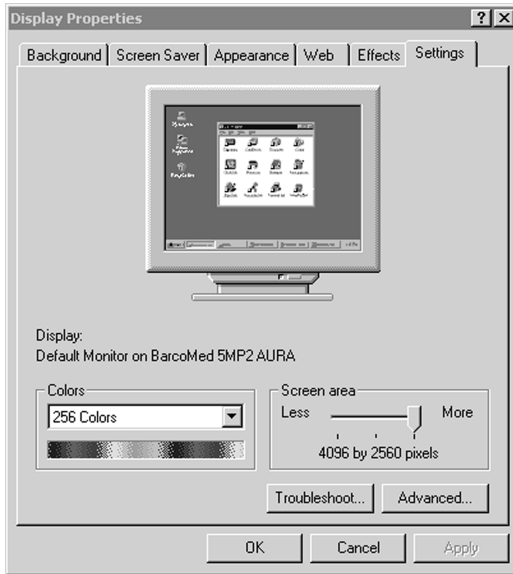 Display Properties
Background Screen Saver Appearance Web Effects Settings
Display:
Default Monitor on BarcoMed 5MP2 AURA
Colors
256 Colors
Screen area
Less More
4096 by 2560 pixels
Troubleshoot... Advanced...
OK Cancel Apply